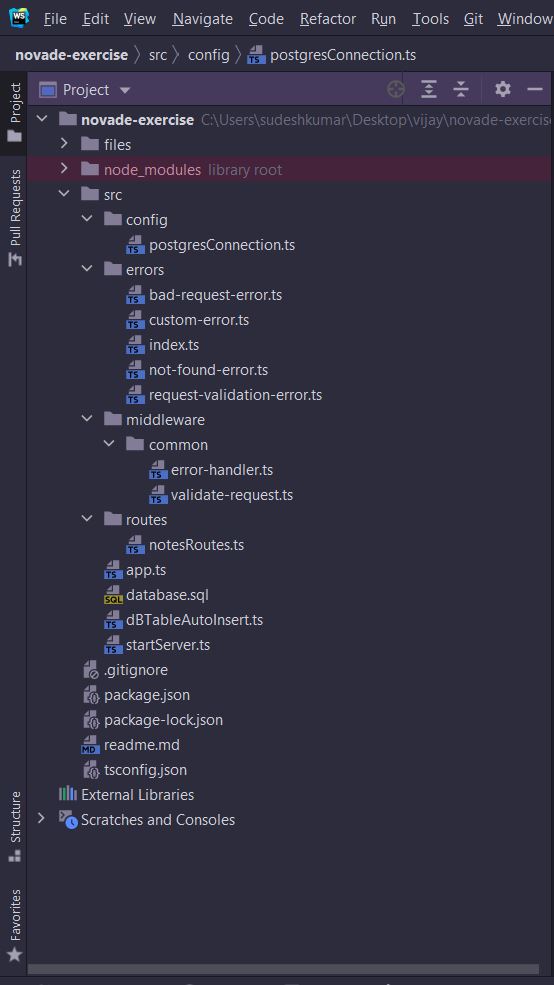 WS File Edit View Navigate Code Refactor Run Tools Git Window
novade-exercise src config postgresConnection.ts
Project
Project
Pull Requests
novade-exercise C:\Users\sudeshkumar\Desktop\vijay\novade-exercise
files
node_modules library root
src
config
TS postgresConnection.ts
errors
TS bad-request-error.ts
TS custom-error.ts
TS index.ts
TS not-found-error.ts
TS request-validation-error.ts
middleware
common
TS error-handler.ts
TS validate-request.ts
routes
TS notesRoutes.ts
TS app.ts
SQL database.sql
TS dBTableAutoInsert.ts
TS startServer.ts
.gitignore
package.json
package-lock.json
MD readme.md
tsconfig.json
External Libraries
Scratches and Consoles
Structure
Favorites